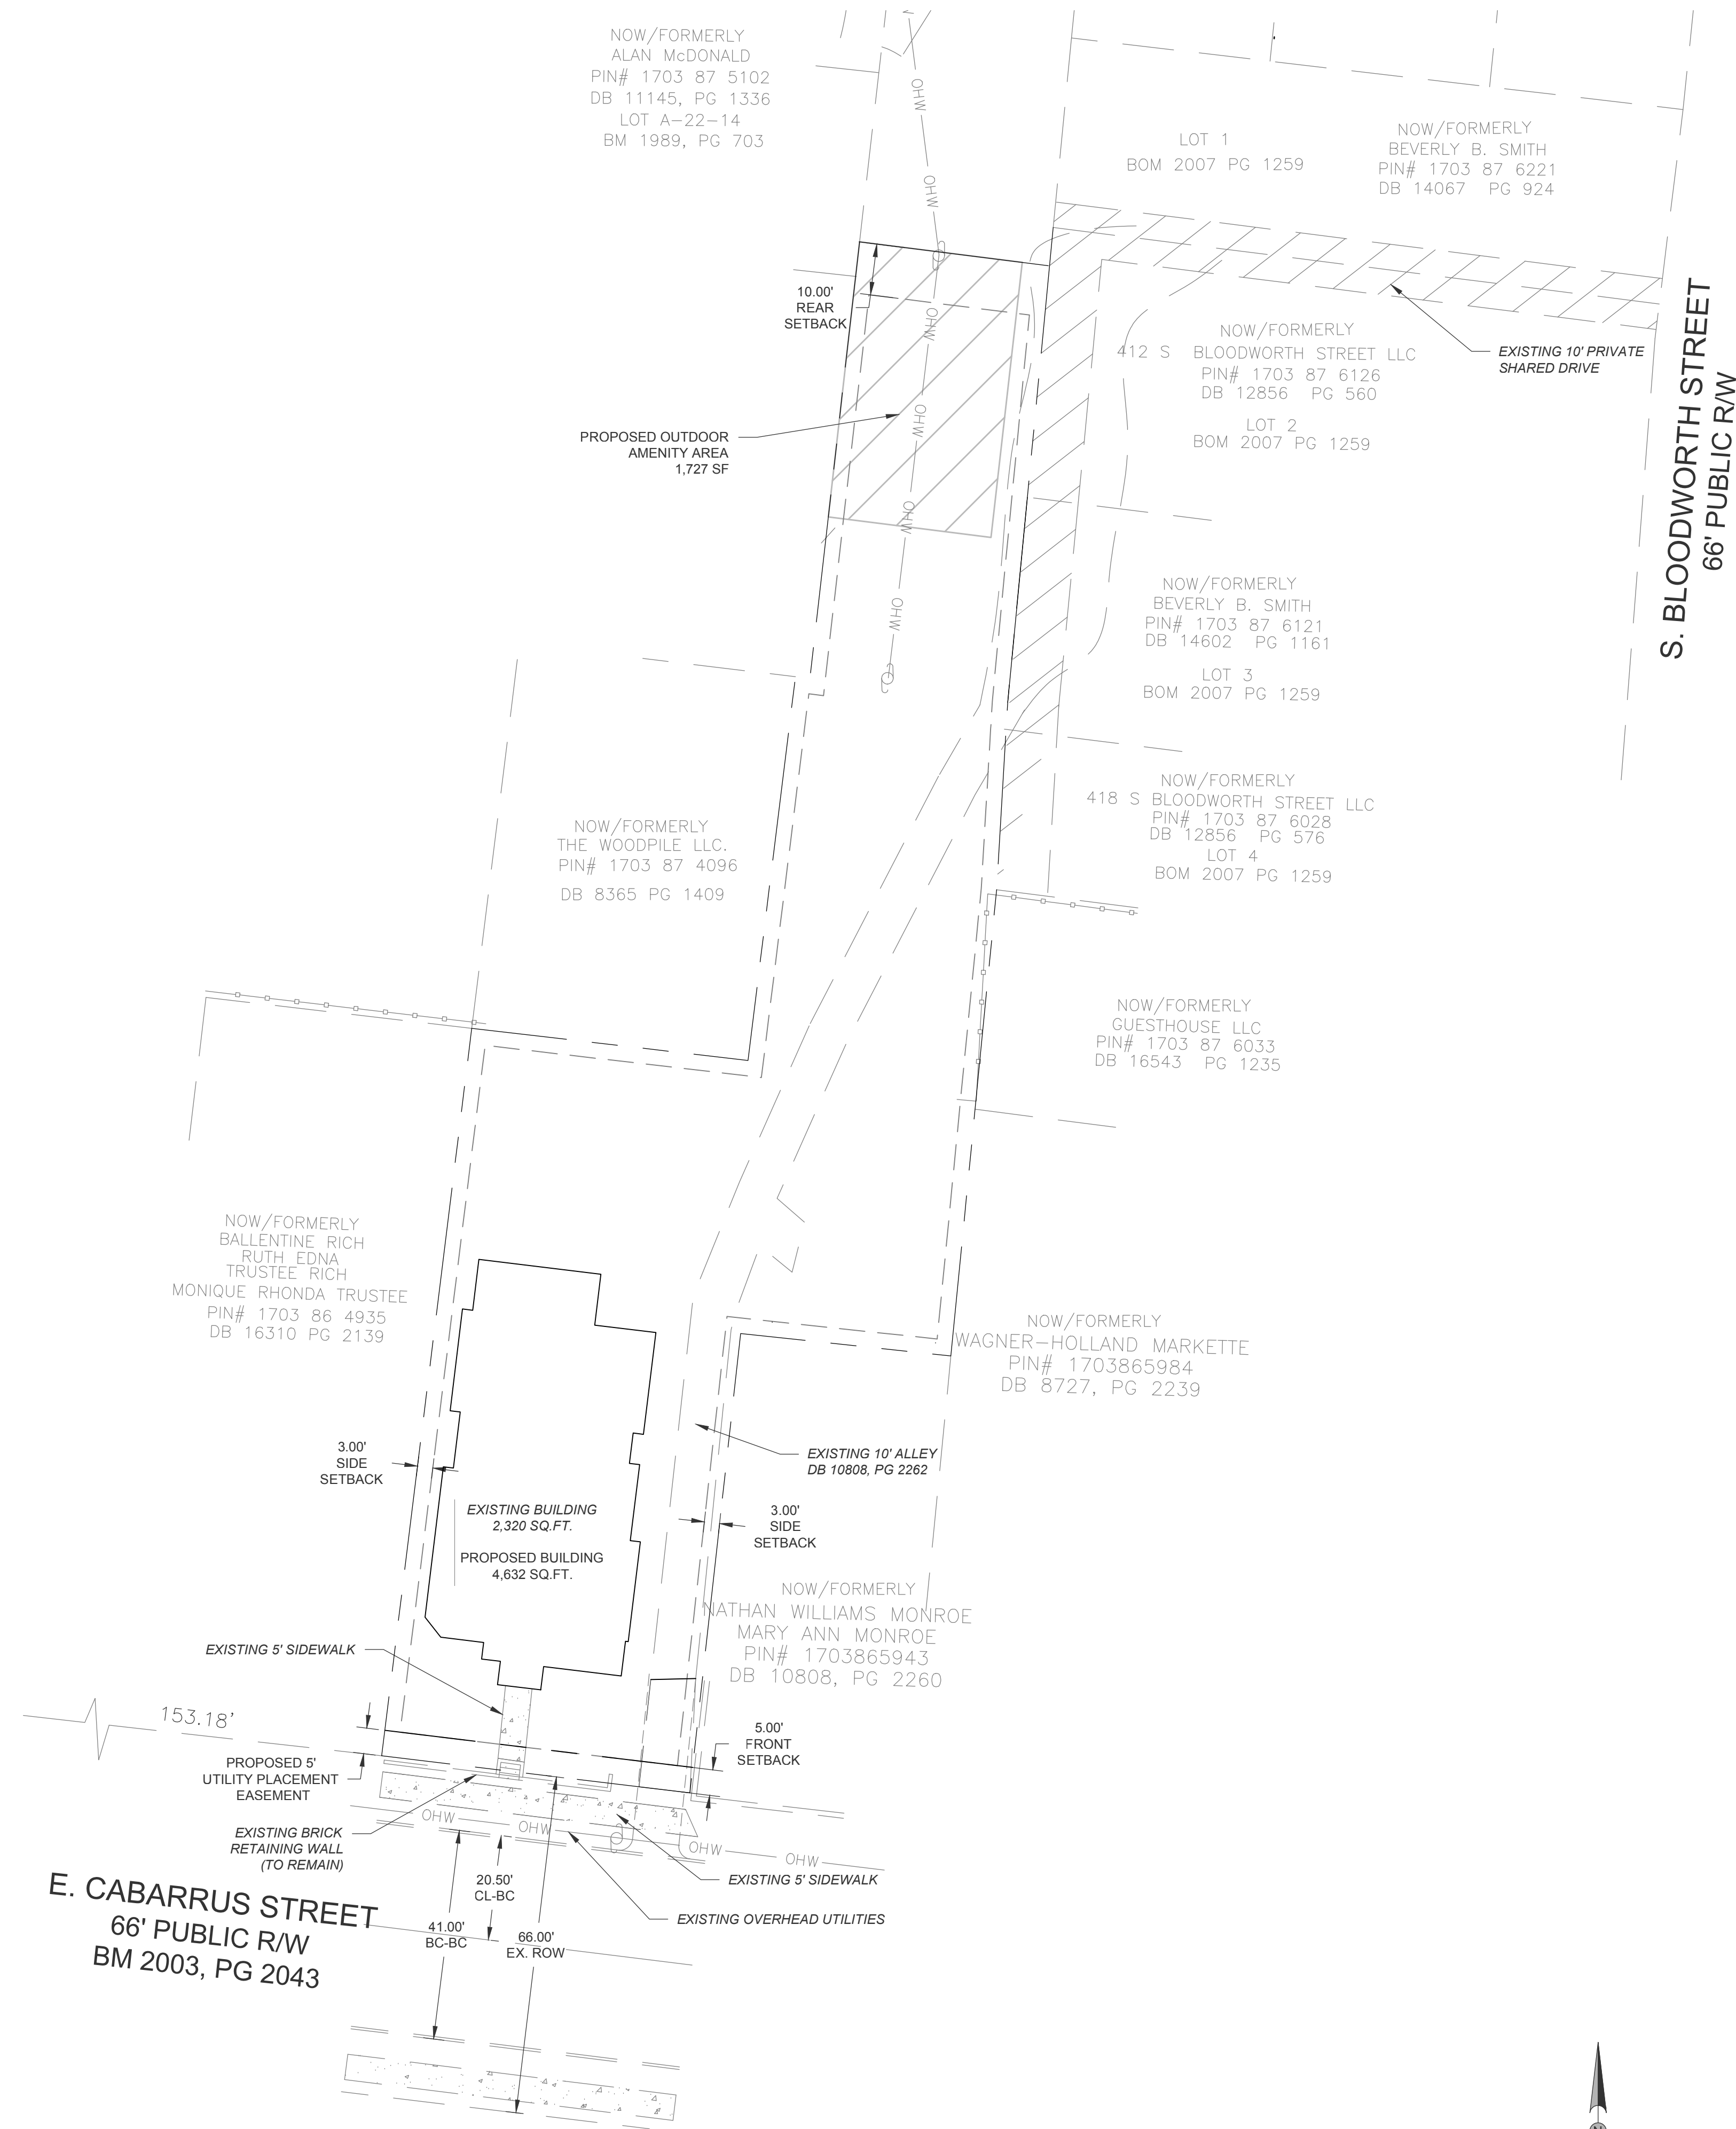 NOW/FORMERLY
ALAN McDONALD
PIN# 1703 87 5102
DB 11145, PG 1336
LOT A-22-14
BM 1989, PG 703
OHW
OHW
LOT 1
BOM 2007 PG 1259
NOW/FORMERLY
BEVERLY B. SMITH
PIN# 1703 87 6221
DB 14067 PG 924
10.00'
REAR
SETBACK
OHW
OHW
OHW
OHW
NOW/FORMERLY
412 S BLOODWORTH STREET LLC
PIN# 1703 87 6126
DB 12856 PG 560
LOT 2
BOM 2007 PG 1259
EXISTING 10' PRIVATE
SHARED DRIVE
S. BLOODWORTH STREET
66' PUBLIC R/W
PROPOSED OUTDOOR
AMENITY AREA
1,727 SF
NOW/FORMERLY
BEVERLY B. SMITH
PIN# 1703 87 6121
DB 14602 PG 1161
LOT 3
BOM 2007 PG 1259
NOW/FORMERLY
418 S BLOODWORTH STREET LLC
PIN# 1703 87 6028
DB 12856 PG 576
LOT 4
BOM 2007 PG 1259
NOW/FORMERLY
THE WOODPILE LLC.
PIN# 1703 87 4096
DB 8365 PG 1409
NOW/FORMERLY
GUESTHOUSE LLC
PIN# 1703 87 6033
DB 16543 PG 1235
NOW/FORMERLY
BALLENTINE RICH
RUTH EDNA
TRUSTEE RICH
MONIQUE RHONDA TRUSTEE
PIN# 1703 86 4935
DB 16310 PG 2139
NOW/FORMERLY
WAGNER-HOLLAND MARKETTE
PIN# 1703865984
DB 8727, PG 2239
3.00'
SIDE
SETBACK
EXISTING 10' ALLEY
DB 10808, PG 2262
EXISTING BUILDING
2,320 SQ.FT.
PROPOSED BUILDING
4,632 SQ.FT.
3.00'
SIDE
SETBACK
NOW/FORMERLY
NATHAN WILLIAMS MONROE
MARY ANN MONROE
PIN# 1703865943
DB 10808, PG 2260
EXISTING 5' SIDEWALK
153.18'
PROPOSED 5'
UTILITY PLACEMENT
EASEMENT
5.00'
FRONT
SETBACK
EXISTING BRICK
RETAINING WALL
(TO REMAIN)
OHW
OHW
OHW
OHW
EXISTING 5' SIDEWALK
EXISTING OVERHEAD UTILITIES
20.50'
CL-BC
41.00'
BC-BC
66.00'
EX. ROW
E. CABARRUS STREET
66' PUBLIC R/W
BM 2003, PG 2043